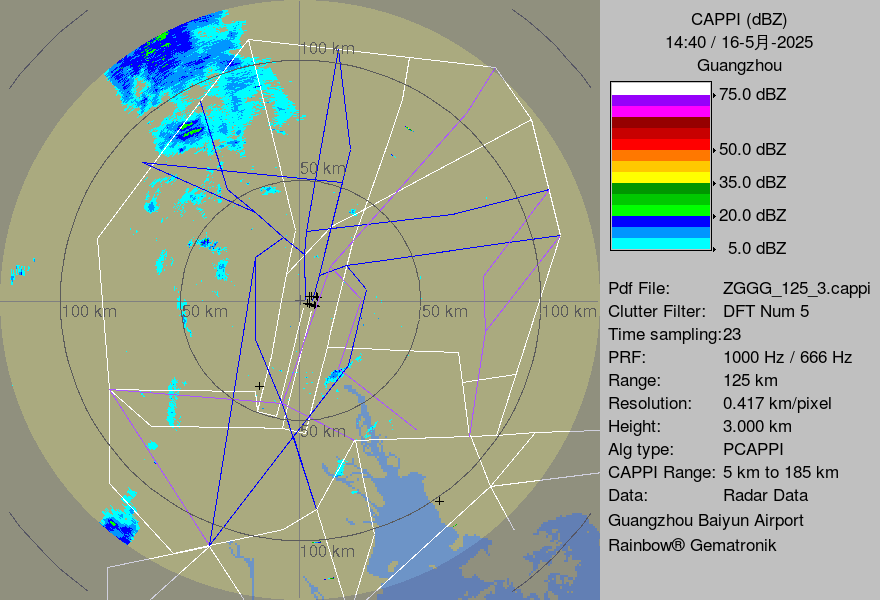 CAPPI (dBZ)
14:40 / 16-5月-2025
Guangzhou
75.0 dBZ
50.0 dBZ
35.0 dBZ
20.0 dBZ
5.0 dBZ
Pdf File: ZGGG_125_3.cappi
Clutter Filter: DFT Num 5
Time sampling:23
PRF: 1000 Hz / 666 Hz
Range: 125 km
Resolution: 0.417 km/pixel
Height: 3.000 km
Alg type: PCAPPI
CAPPI Range: 5 km to 185 km
Data: Radar Data
Guangzhou Baiyun Airport
Rainbow® Gematronik
100 km
50 km
100 km
50 km
50 km
100 km
50 km
100 km